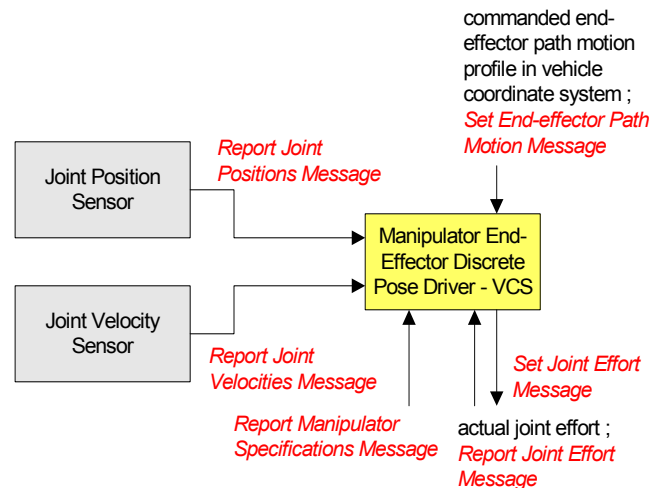 commanded end-
effector path motion
profile in vehicle
coordinate system ;
Set End-effector Path
Motion Message
Report Joint
Positions Message
Joint Position
Sensor
Manipulator End-
Effector Discrete
Pose Driver - VCS
Joint Velocity
Sensor
Report Joint
Velocities Message
Set Joint Effort
Message
Report Manipulator
Specifications Message
actual joint effort ;
Report Joint Effort
Message